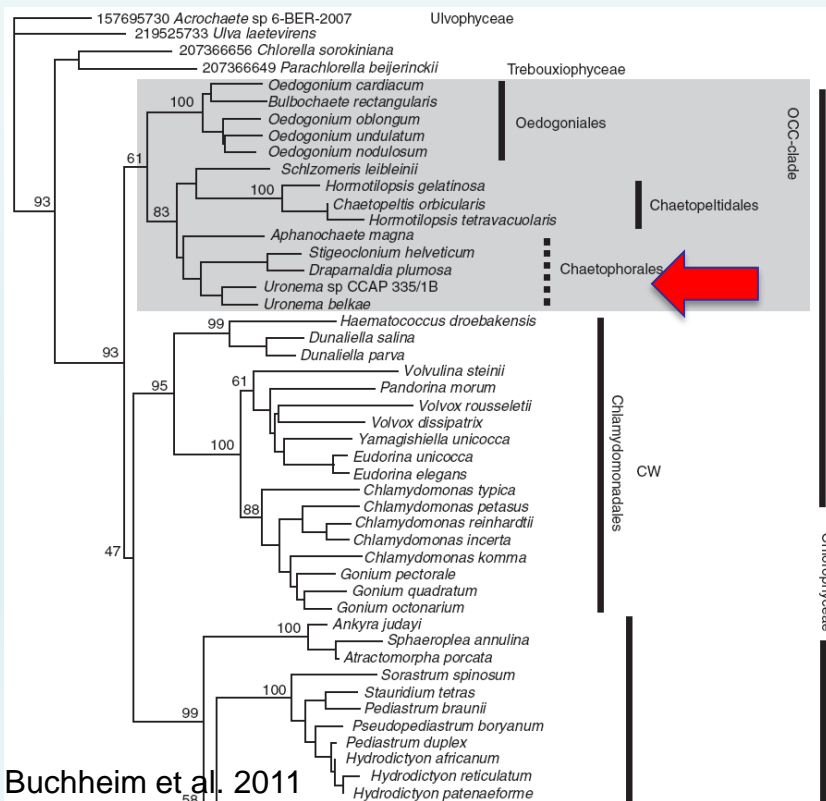 157695730 Acrochaete sp 6-BER-2007 Ulvophyceae
219525733 Ulva laetevirens
207366656 Chlorella sorokiniana
207366649 Parachlorella beijerinckii Trebouxiophyceae
Oedogonium cardiacum
100 Bulbochaete rectangularis
Oedogonium oblongum Oedogoniales OCC-clade
Oedogonium undulatum
Oedogonium nodulosum
61
Schlzomeris leibleinii
100 Hormotilopsis gelatinosa
93 Chaetopeltis orbicularis Chaetopeltidales
83 Hormotilopsis tetravacuolaris
Aphanochaete magna
Stigeoclonium helveticum
Draparnaldia plumosa Chaetophorales
Uronema sp CCAP 335/1B
Uronema belkae
99 Haematococcus droebakensis
Dunaliella salina
93 Dunaliella parva
Volvulina steinii
95 61 Pandorina morum
Volvox rousseletii
Volvox dissipatrix
Yamagishiella unicocca
100 Eudorina unicocca
Eudorina elegans Chlamydomonadales CW
Chlamydomonas typica
88 Chlamydomonas petasus
Chlamydomonas reinhardtii
Chlamydomonas incerta
47 Chlamydomonas komma
Gonium pectorale
Gonium quadratum
Gonium octonarium
100 Ankyra judayi
Sphaeroplea annulina
Atractomorpha porcata
Sorastrum spinosum
100 Stauridium tetras
99 Pediastrum braunii
Pseudopediastrum boryanum
Pediastrum duplex
Hydrodictyon africanum
Hydrodictyon reticulatum
Buchheim et al. 2011
58 Hydrodictyon patenaeforme